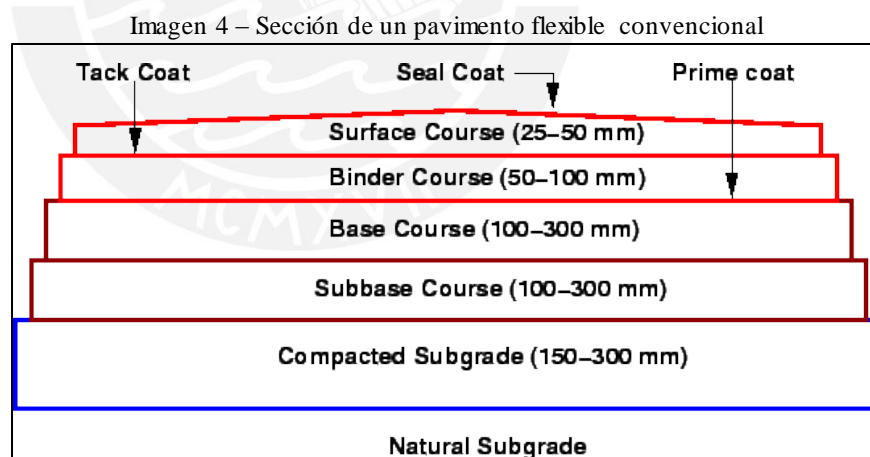 Imagen 4 – Sección de un pavimento flexible convencional
Tack Coat Seal Coat Prime coat
Surface Course (25–50 mm)
Binder Course (50–100 mm)
MCMXVII
Base Course (100–300 mm)
Subbase Course (100–300 mm)
Compacted Subgrade (150–300 mm)
Natural Subgrade